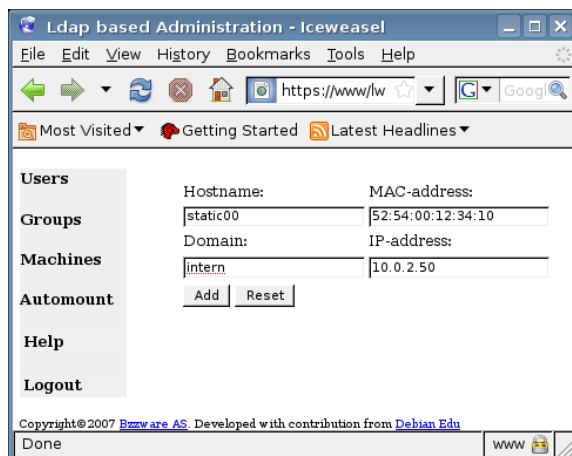 Ldap based Administration - Iceweasel
File Edit View History Bookmarks Tools Help
https://www/lw G Googl
Most Visited Getting Started Latest Headlines
Users
Groups
Machines
Automount
Help
Logout
Hostname: MAC-address:
static00 52:54:00:12:34:10
Domain: IP-address:
intern 10.0.2.50
Add Reset
Copyright©2007 Bzzware AS. Developed with contribution from Debian Edu
Done www